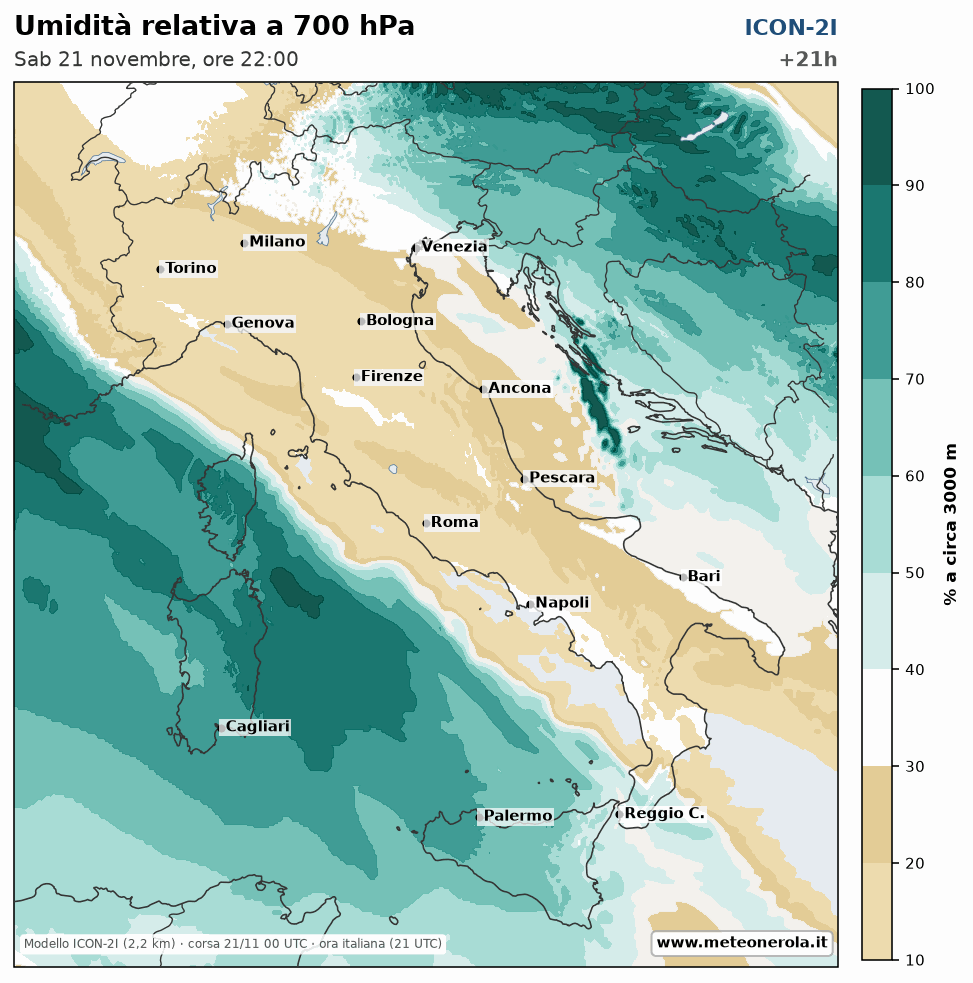 Umidità relativa a 700 hPa
ICON-2I
Sab 21 novembre, ore 22:00
+21h
Milano
Venezia
Torino
Genova
Bologna
Firenze
Ancona
Pescara
Roma
Bari
Napoli
Cagliari
Palermo
Reggio C.
Modello ICON-2I (2,2 km) · corsa 21/11 00 UTC · ora italiana (21 UTC)
www.meteonerola.it
100
90
80
70
60
50
40
30
20
10
% a circa 3000 m